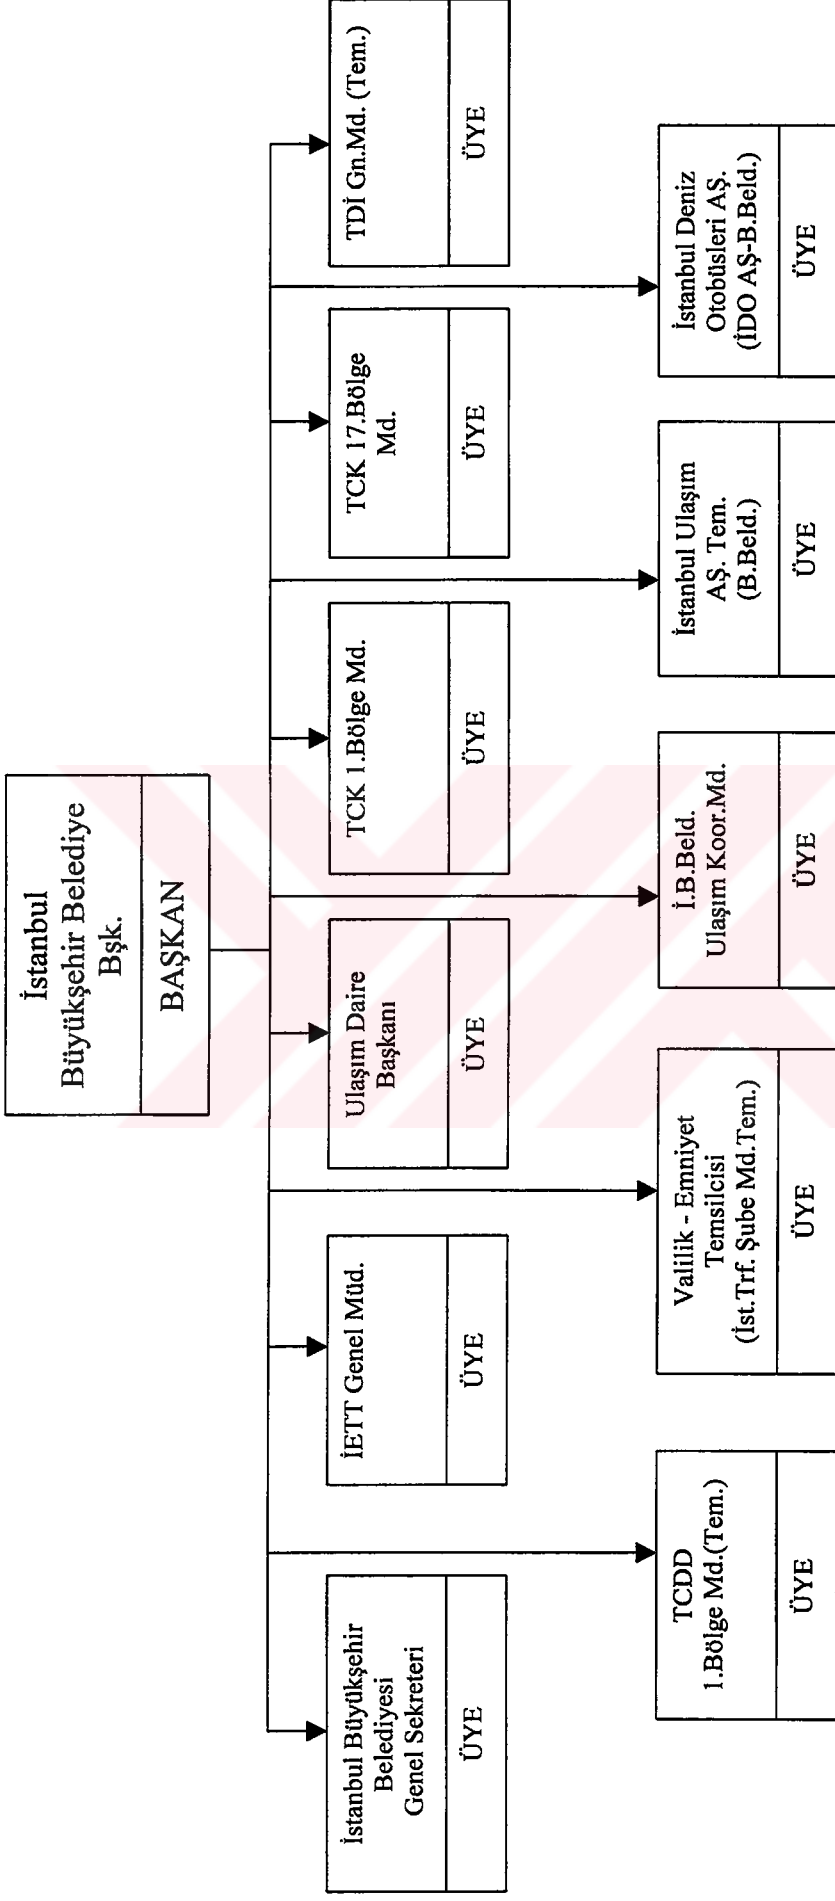 İstanbul
Büyükşehir Belediye
Bşk.
BAŞKAN
İstanbul Büyükşehir
Belediyesi
Genel Sekreteri
ÜYE
İETT Genel Müd.
ÜYE
Ulaşım Daire
Başkanı
ÜYE
TCK 1.Bölge Md.
ÜYE
TCK 17.Bölge
Md.
ÜYE
TDİ Gn.Md. (Tem.)
ÜYE
TCDD
1.Bölge Md.(Tem.)
ÜYE
Valilik - Emniyet
Temsilcisi
(İst.Trf. Şube Md.Tem.)
ÜYE
İ.B.Beld.
Ulaşım Koor.Md.
ÜYE
İstanbul Ulaşım
AŞ. Tem.
(B.Beld.)
ÜYE
İstanbul Deniz
Otobüsleri AŞ.
(İDO AŞ-B.Beld.)
ÜYE